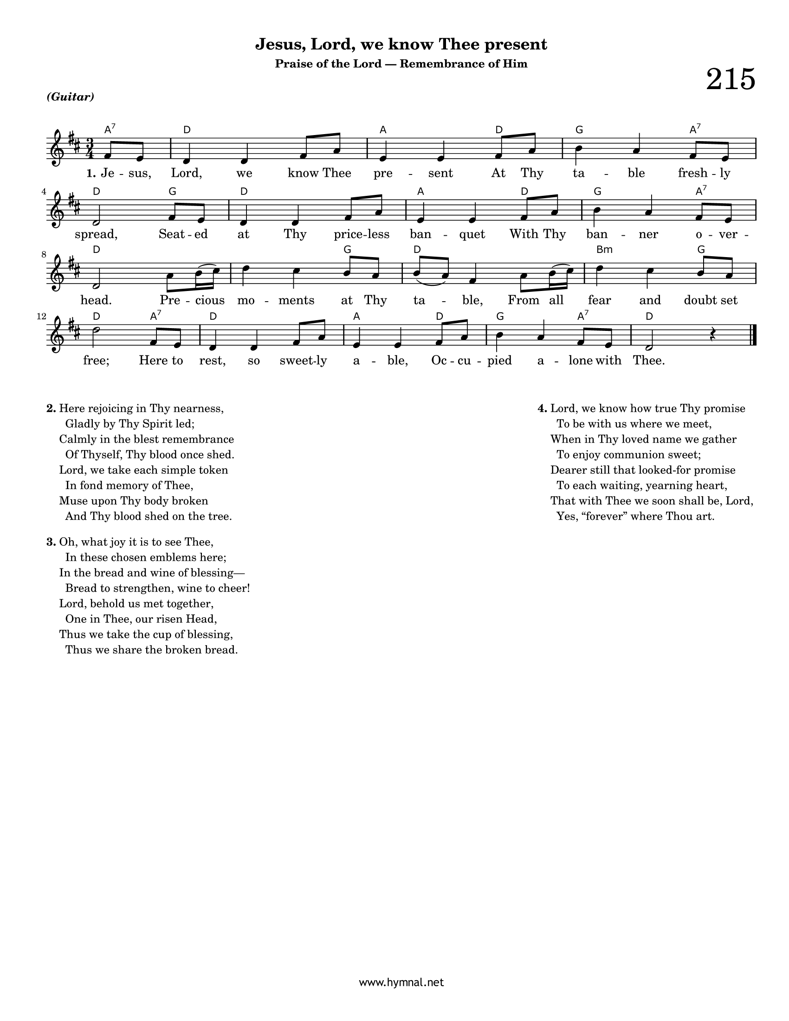 Jesus, Lord, we know Thee present
Praise of the Lord — Remembrance of Him
215
(Guitar)
A7 D A D G A7
3
4
1. Je - sus, Lord, we know Thee pre - sent At Thy ta - ble fresh - ly
4
D G D A D G A7
spread, Seat - ed at Thy price-less ban - quet With Thy ban - ner o - ver -
8
D G D Bm G
head. Pre - cious mo - ments at Thy ta - ble, From all fear and doubt set
12
D A7 D A D G A7 D
free; Here to rest, so sweet-ly a - ble, Oc - cu - pied a - lone with Thee.
2. Here rejoicing in Thy nearness,
Gladly by Thy Spirit led;
Calmly in the blest remembrance
Of Thyself, Thy blood once shed.
Lord, we take each simple token
In fond memory of Thee,
Muse upon Thy body broken
And Thy blood shed on the tree.
3. Oh, what joy it is to see Thee,
In these chosen emblems here;
In the bread and wine of blessing—
Bread to strengthen, wine to cheer!
Lord, behold us met together,
One in Thee, our risen Head,
Thus we take the cup of blessing,
Thus we share the broken bread.
4. Lord, we know how true Thy promise
To be with us where we meet,
When in Thy loved name we gather
To enjoy communion sweet;
Dearer still that looked-for promise
To each waiting, yearning heart,
That with Thee we soon shall be, Lord,
Yes, “forever” where Thou art.
www.hymnal.net